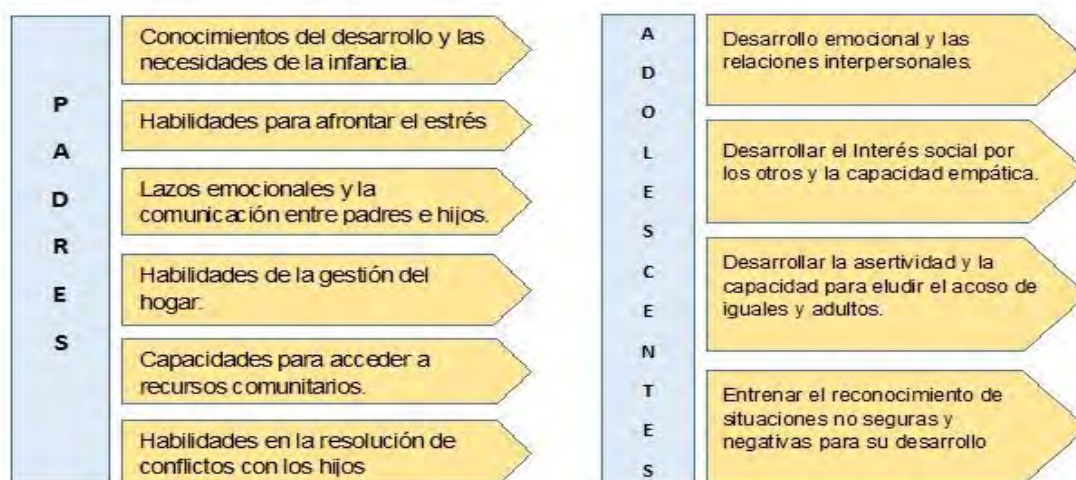 PADRES
Conocimientos del desarrollo y las
necesidades de la infancia.
Habilidades para afrontar el estrés
Lazos emocionales y la
comunicación entre padres e hijos.
Habilidades de la gestión del
hogar.
Capacidades para acceder a
recursos comunitarios.
Habilidades en la resolución de
conflictos con los hijos
ADOLESCENTES
Desarrollo emocional y las
relaciones interpersonales.
Desarrollar el Interés social por
los otros y la capacidad empática.
Desarrollar la asertividad y la
capacidad para eludir el acoso de
iguales y adultos.
Entrenar el reconocimiento de
situaciones no seguras y
negativas para su desarrollo